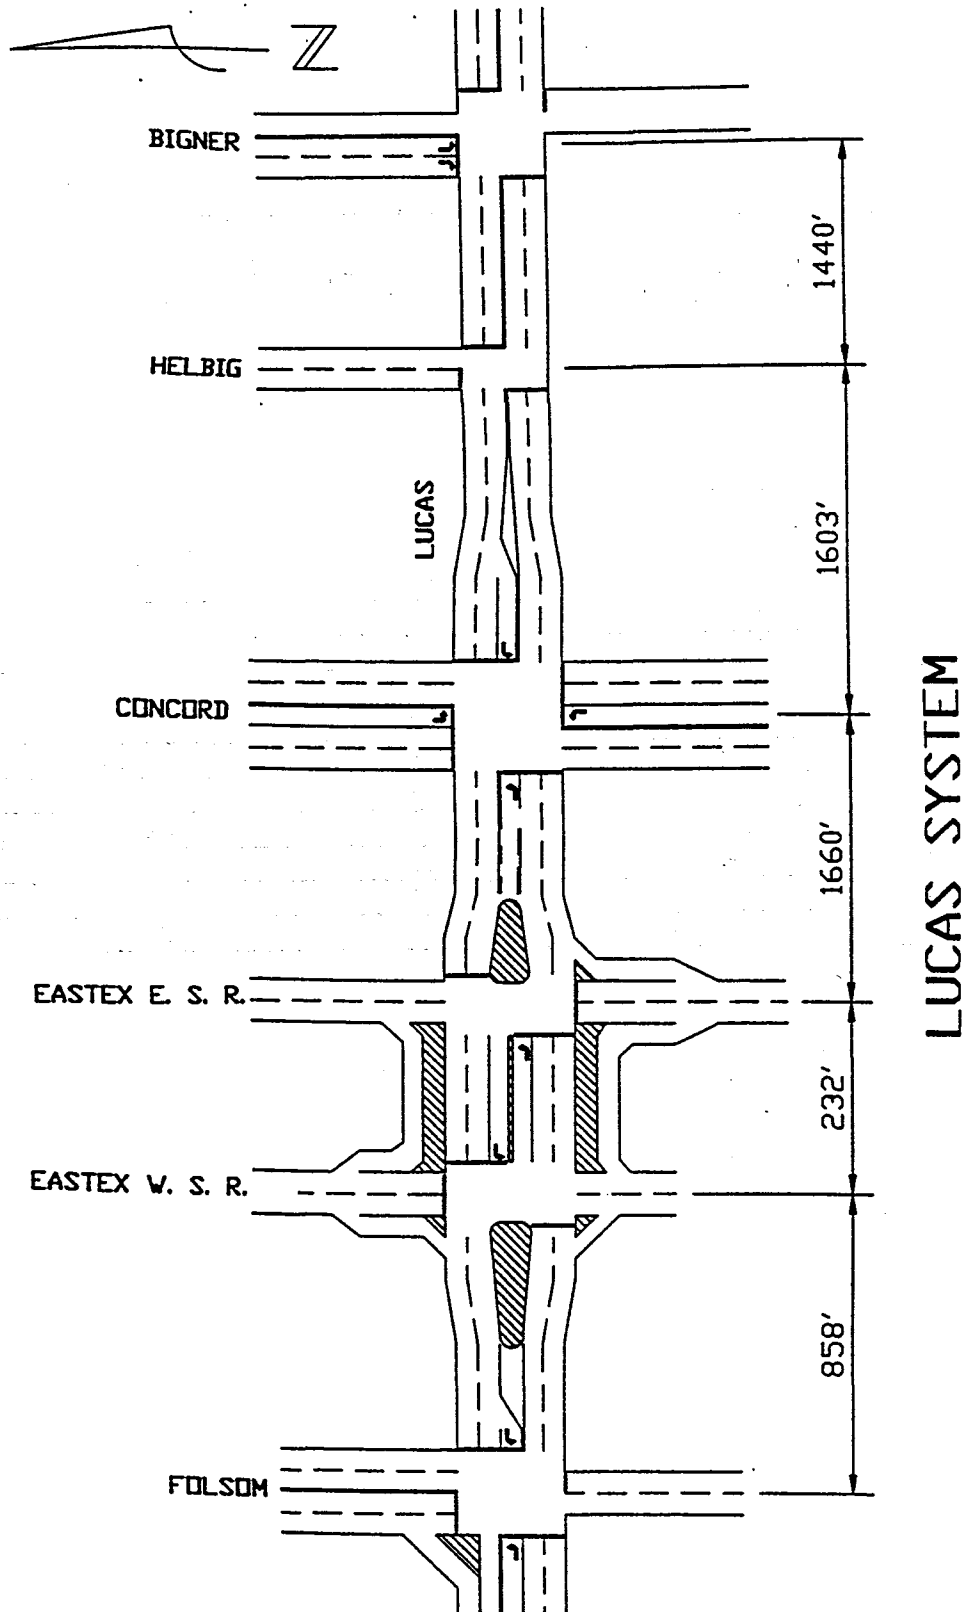 N
BIGNER
1440'
HELBIG
LUCAS
1603'
CONCORD
1660'
EASTEX E. S. R.
232'
EASTEX W. S. R.
858'
FOLSOM
LUCAS SYSTEM